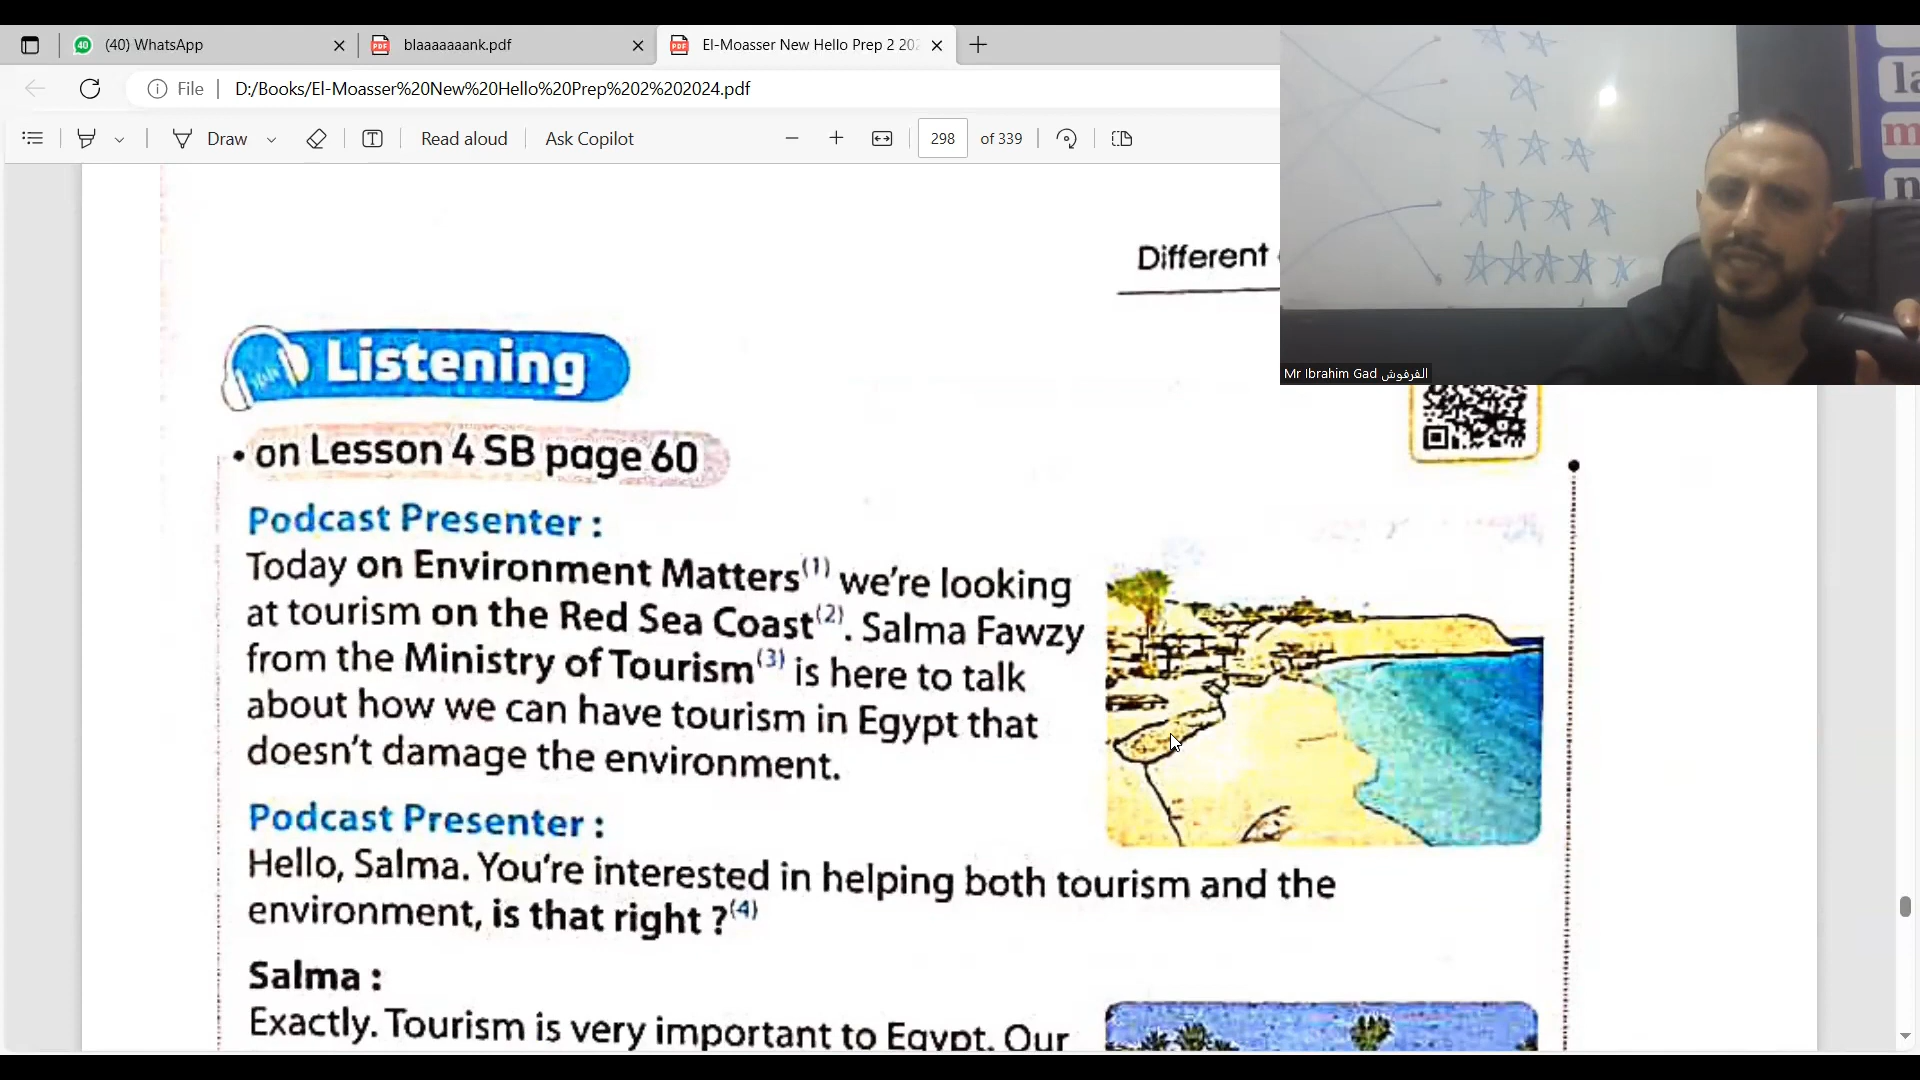 (40) WhatsApp
blaaaaaaank.pdf
El-Moasser New Hello Prep 2 202
File
D:/Books/El-Moasser%20New%20Hello%20Prep%202%202024.pdf
Draw
Read aloud
Ask Copilot
298
of 339
Different
Mr Ibrahim Gad الفرفوش
Listening
• on Lesson 4 SB page 60
Podcast Presenter :
Today on Environment Matters(1) we're looking
at tourism on the Red Sea Coast(2). Salma Fawzy
from the Ministry of Tourism(3) is here to talk
about how we can have tourism in Egypt that
doesn't damage the environment.
Podcast Presenter :
Hello, Salma. You're interested in helping both tourism and the
environment, is that right ?(4)
Salma :
Exactly. Tourism is very important to Egypt. Our